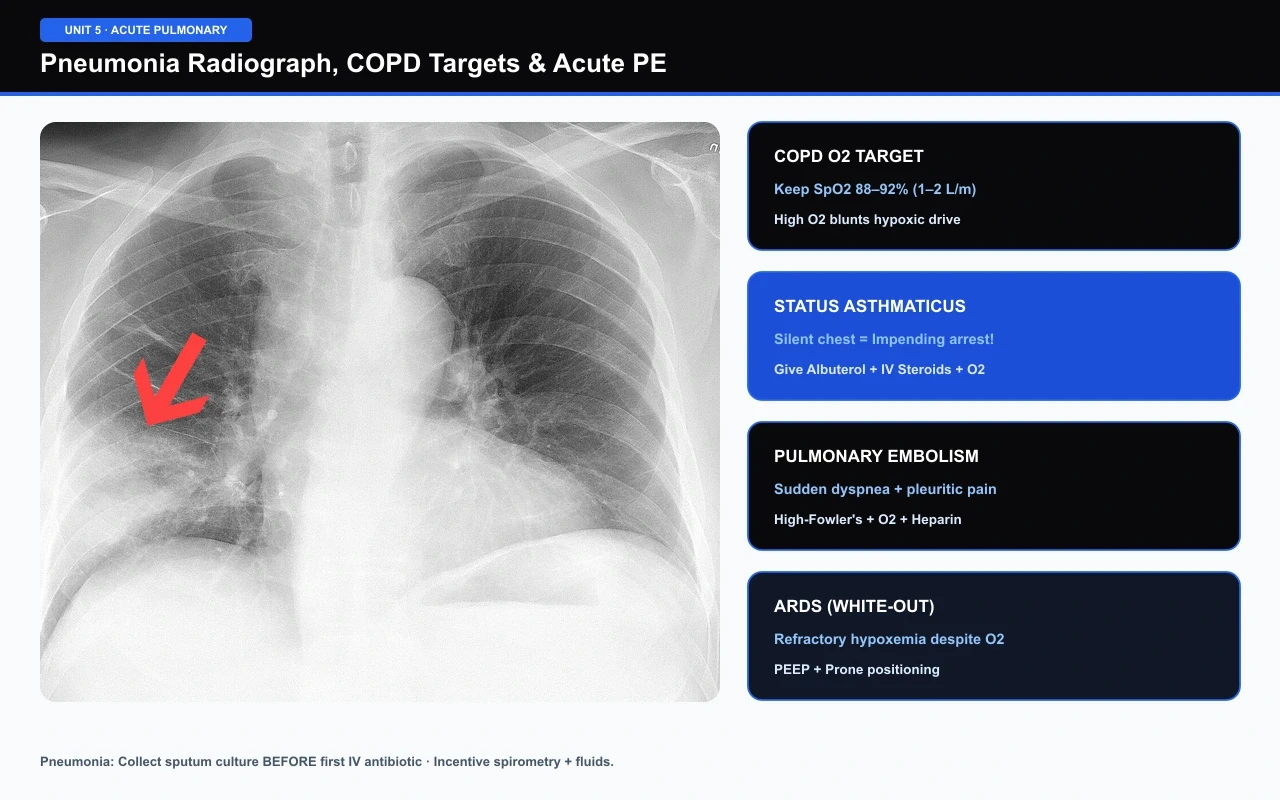 UNIT 5 · ACUTE PULMONARY
Pneumonia Radiograph, COPD Targets & Acute PE
COPD O2 TARGET
Keep SpO2 88–92% (1–2 L/m)
High O2 blunts hypoxic drive
STATUS ASTHMATICUS
Silent chest = Impending arrest!
Give Albuterol + IV Steroids + O2
PULMONARY EMBOLISM
Sudden dyspnea + pleuritic pain
High-Fowler's + O2 + Heparin
ARDS (WHITE-OUT)
Refractory hypoxemia despite O2
PEEP + Prone positioning
Pneumonia: Collect sputum culture BEFORE first IV antibiotic · Incentive spirometry + fluids.